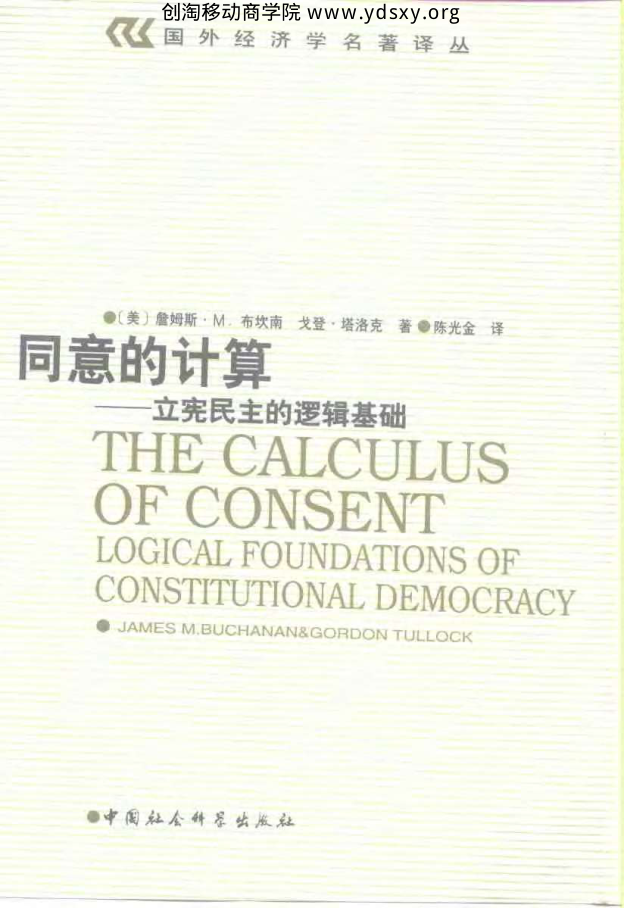 创淘移动商学院 www.ydsxy.org
国外经济学名著译丛
●〔美〕詹姆斯·M.布坎南 戈登·塔洛克 著●陈光金 译
同意的计算
——立宪民主的逻辑基础
THE CALCULUS
OF CONSENT
LOGICAL FOUNDATIONS OF
CONSTITUTIONAL DEMOCRACY
● JAMES M.BUCHANAN&GORDON TULLOCK
●中国社会科学出版社